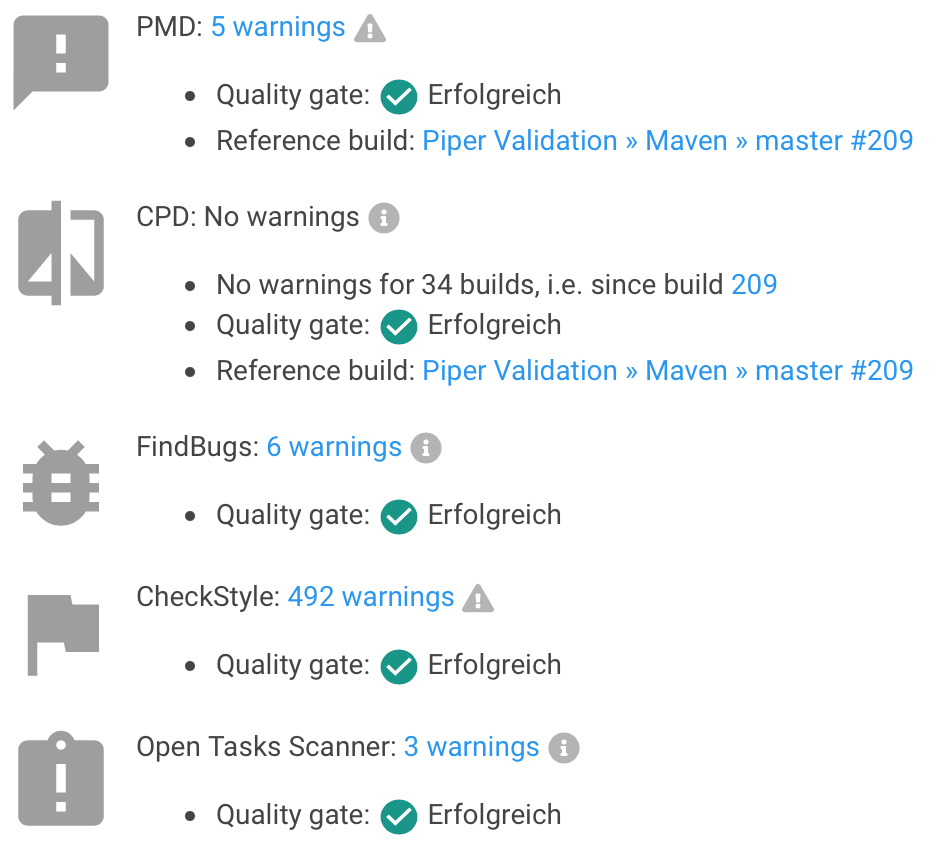 PMD: 5 warnings
Quality gate: Erfolgreich
Reference build: Piper Validation » Maven » master #209
CPD: No warnings
No warnings for 34 builds, i.e. since build 209
Quality gate: Erfolgreich
Reference build: Piper Validation » Maven » master #209
FindBugs: 6 warnings
Quality gate: Erfolgreich
CheckStyle: 492 warnings
Quality gate: Erfolgreich
Open Tasks Scanner: 3 warnings
Quality gate: Erfolgreich